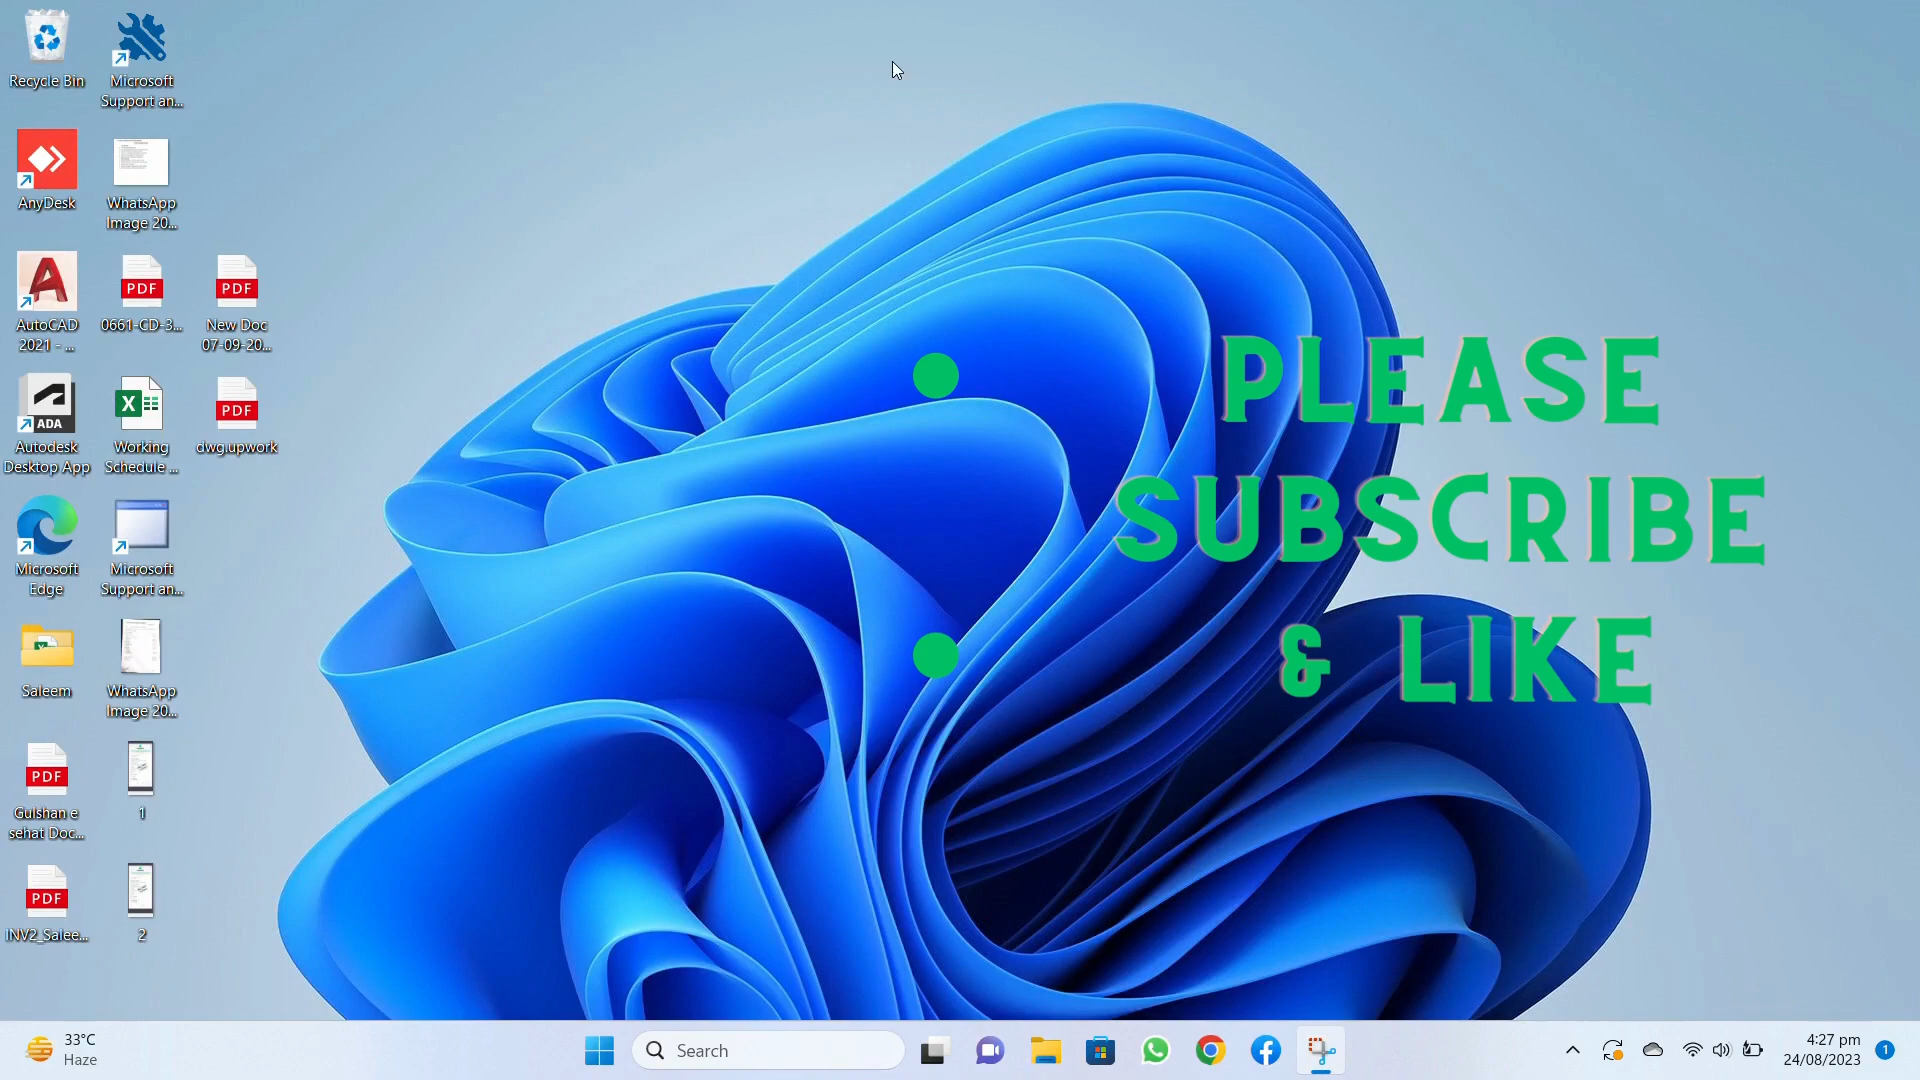 Recycle Bin
Microsoft
Support an...
AnyDesk
WhatsApp
Image 20...
AutoCAD
2021 - ...
0661-CD-3...
New Doc
07-09-20...
PDF
PDF
Autodesk
Desktop App
ADA
Working
Schedule ...
dwg.upwork
PDF
Microsoft
Edge
Microsoft
Support an...
Saleem
WhatsApp
Image 20...
PDF
Gulshan e
sehat Doc...
1
PDF
INV2_Salee...
2
PLEASE
SUBSCRIBE
& LIKE
33°C
Haze
Search
4:27 pm
24/08/2023
1